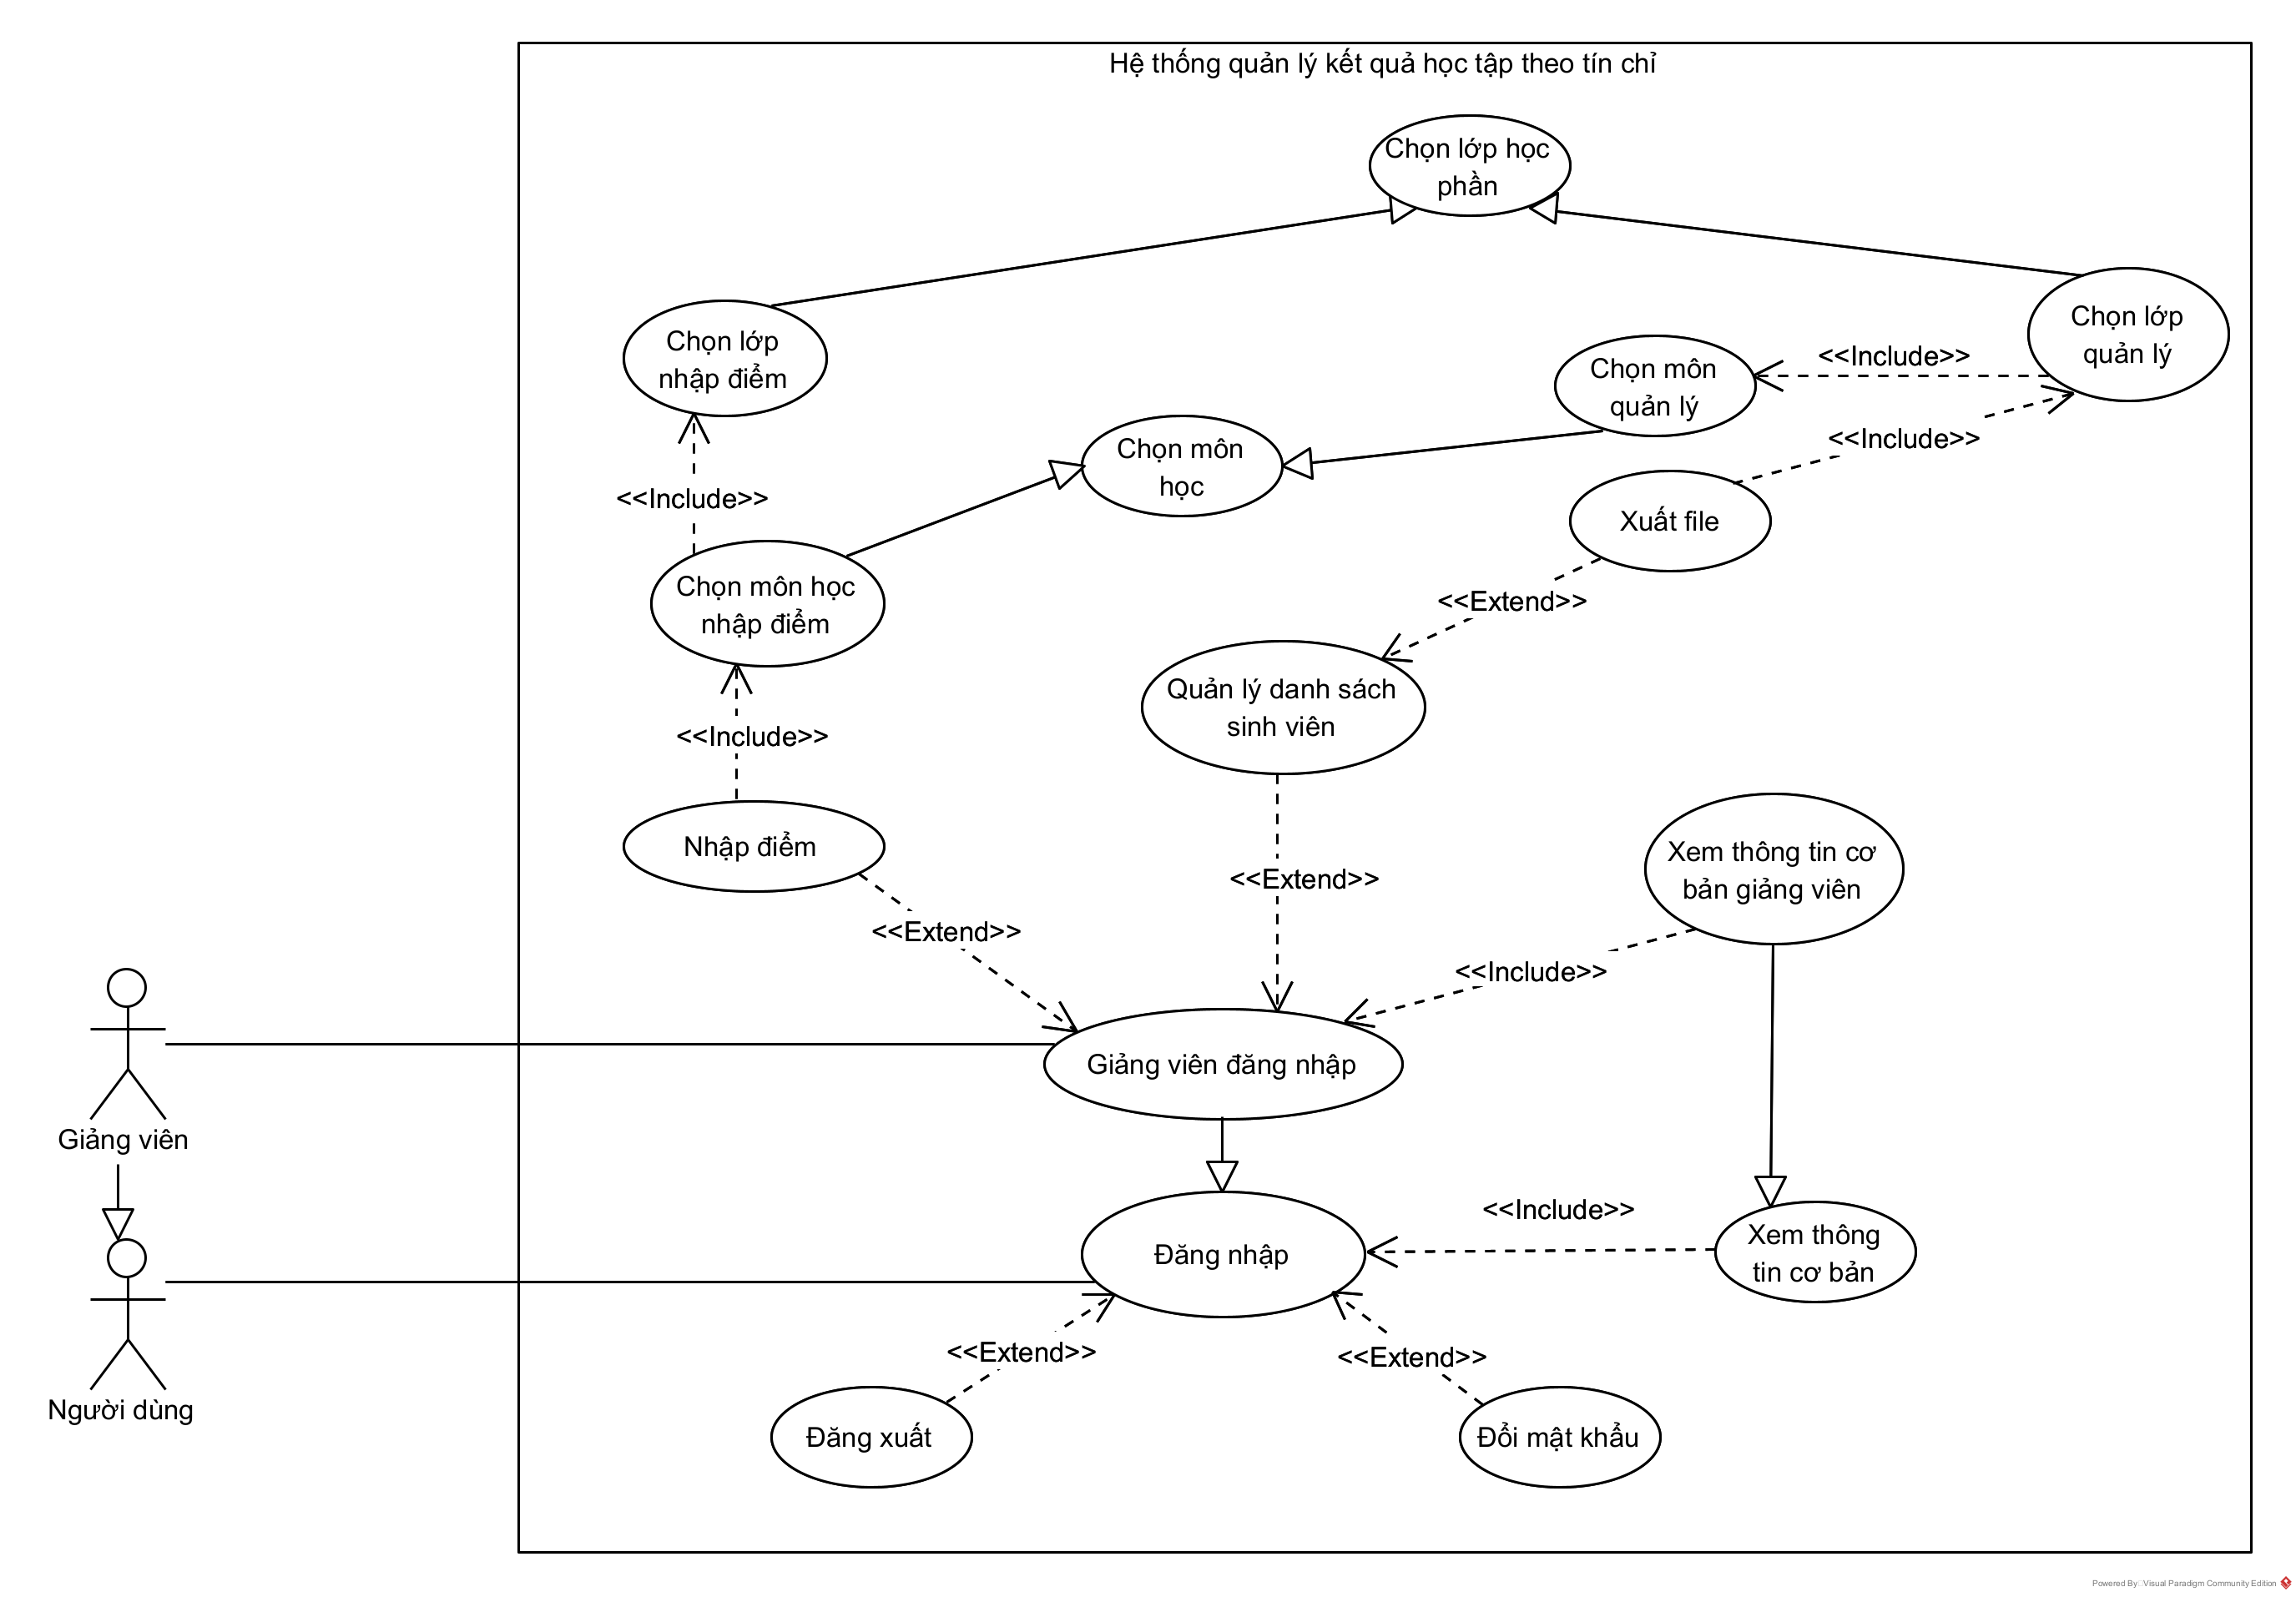 Hệ thống quản lý kết quả học tập theo tín chỉ
Chọn lớp học
phần
Chọn lớp
quản lý
Chọn lớp
nhập điểm
<<Include>>
Chọn môn
quản lý
<<Include>>
Chọn môn
học
<<Include>>
Xuất file
Chọn môn học
nhập điểm
<<Extend>>
Quản lý danh sách
sinh viên
<<Include>>
Nhập điểm
Xem thông tin cơ
bản giảng viên
<<Extend>>
<<Extend>>
<<Include>>
Giảng viên đăng nhập
Giảng viên
<<Include>>
Đăng nhập
Xem thông
tin cơ bản
<<Extend>>
<<Extend>>
Người dùng
Đăng xuất
Đổi mật khẩu
Powered By Visual Paradigm Community Edition